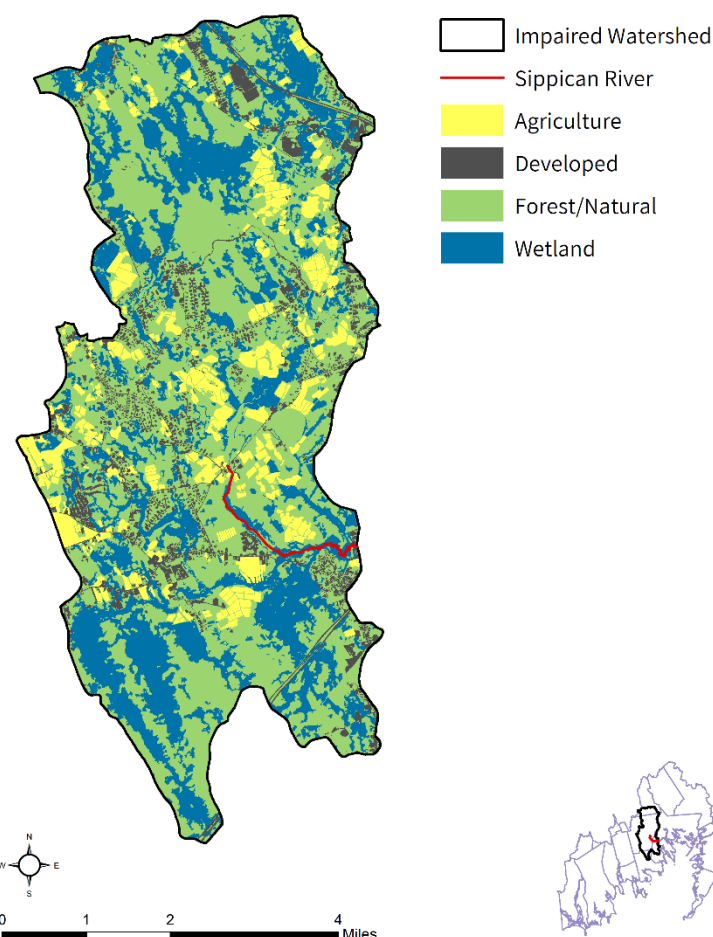 Impaired Watershed
Sippican River
Agriculture
Developed
Forest/Natural
Wetland
N
W E
S
0 1 2 4
Miles